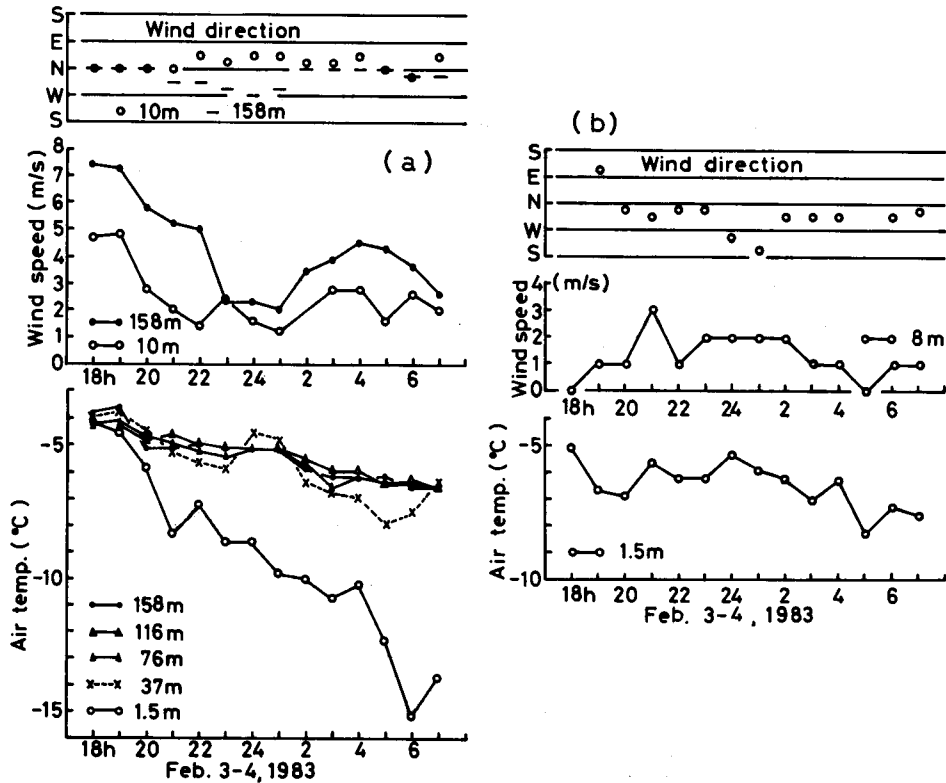 S
E
N
W
S
Wind direction
10m 158m
(a)
Wind speed (m/s)
8
7
6
5
4
3
2
1
0
158m
10m
18h 20 22 24 2 4 6
Air temp. (°C)
-5
-10
-15
158m
116m
76m
37m
1.5m
18h 20 22 24 2 4 6
Feb. 3-4, 1983
(b)
S
E
N
W
S
Wind direction
Wind speed
(m/s)
4
3
2
1
0
8m
18h 20 22 24 2 4 6
Air temp. (°C)
-5
-10
1.5m
18h 20 22 24 2 4 6
Feb. 3-4, 1983